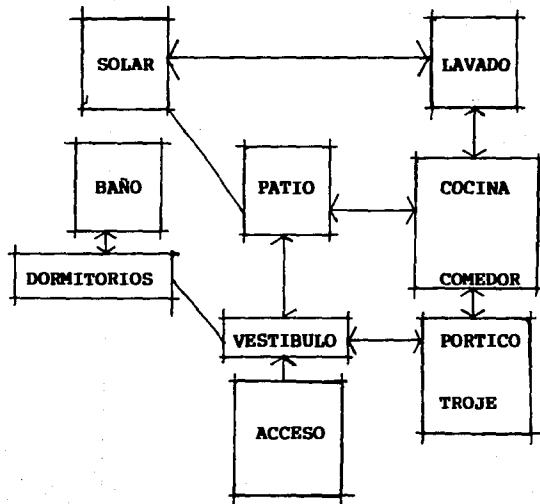 SOLAR
LAVADO
BAÑO
PATIO
COCINA
DORMITORIOS
COMEDOR
VESTIBULO
PORTICO
TROJE
ACCESO